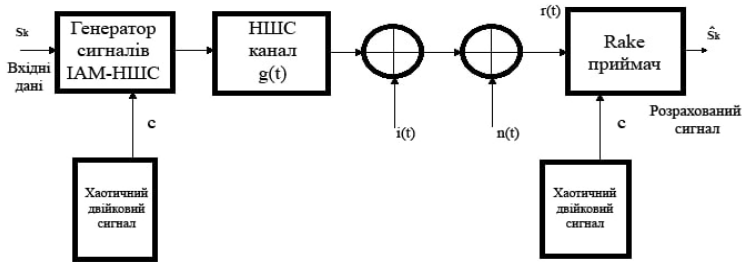 sk
Вхідні
дані
Генератор
сигналів
ІАМ-НШС
НШС
канал
g(t)
i(t)
n(t)
r(t)
Rake
приймач
ŝk
Розрахований
сигнал
c
c
Хаотичний
двійковий
сигнал
Хаотичний
двійковий
сигнал